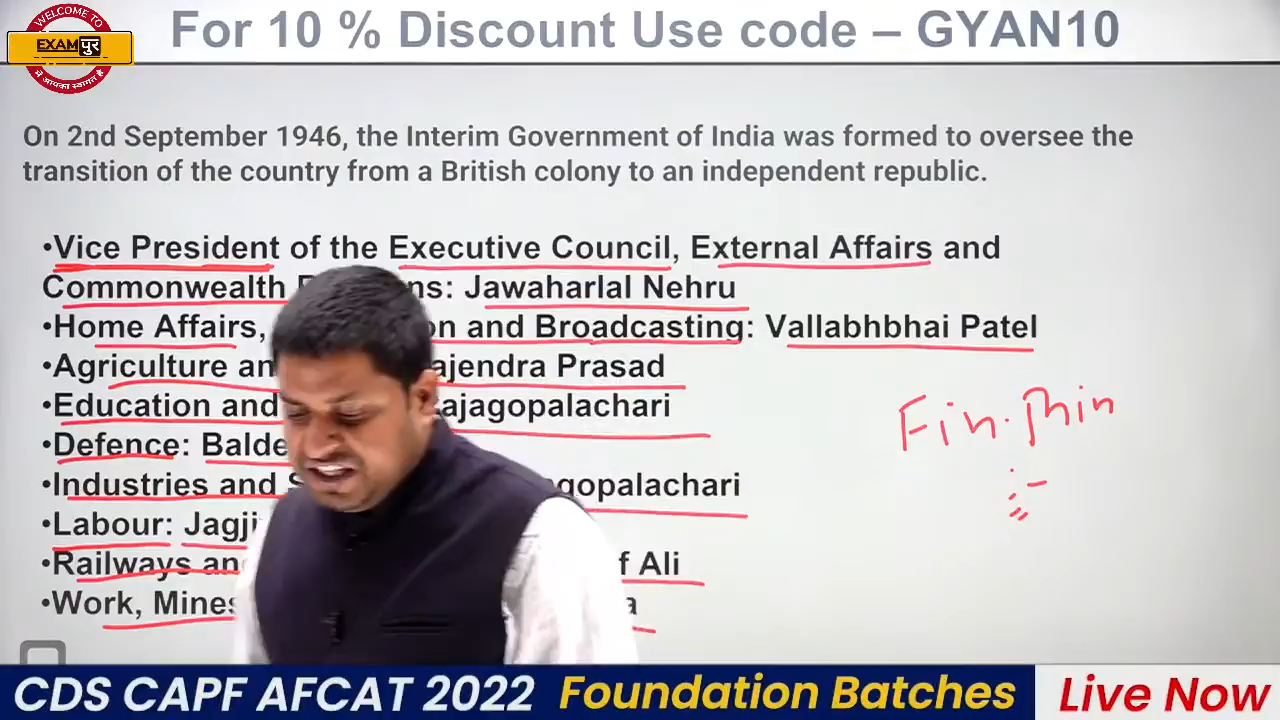 For 10 % Discount Use code – GYAN10
WELCOME TO
EXAMपुर
में आपका स्वागत है
On 2nd September 1946, the Interim Government of India was formed to oversee the
transition of the country from a British colony to an independent republic.
•Vice President of the Executive Council, External Affairs and
Commonwealth ns: Jawaharlal Nehru
•Home Affairs, on and Broadcasting: Vallabhbhai Patel
•Agriculture an ajendra Prasad
•Education and ajagopalachari
•Defence: Balde
•Industries and S gopalachari
•Labour: Jagji
•Railways an f Ali
•Work, Mines a
Fin. Min
CDS CAPF AFCAT 2022 Foundation Batches Live Now